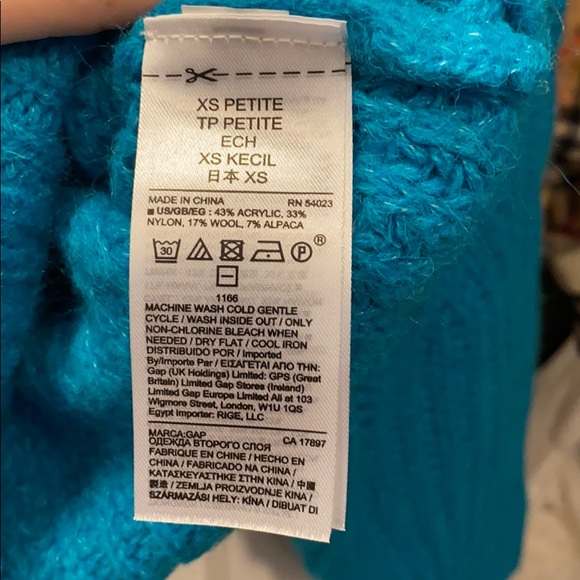 XS PETITE
TP PETITE
ECH
XS KECIL
日本 XS
MADE IN CHINA RN 54023
■ US/GB/EG : 43% ACRYLIC, 33%
NYLON, 17% WOOL, 7% ALPACA
30 P ®
1166
MACHINE WASH COLD GENTLE
CYCLE / WASH INSIDE OUT / ONLY
NON-CHLORINE BLEACH WHEN
NEEDED / DRY FLAT / COOL IRON
DISTRIBUIDO POR / Imported
By/Importe Par / ΕΙΣΑΓΕΤΑΙ ΑΠΟ ΤΗΝ:
Gap (UK Holdings) Limited: GPS (Great
Britain) Limited Gap Stores (Ireland)
Limited Gap Europe Limited All at 103
Wigmore Street, London, W1U 1QS
Egypt Importer: RIGE, LLC
MARCA:GAP CA 17897
ОДЕЖДА ВТОРОГО СЛОЯ
FABRIQUE EN CHINE / HECHO EN
CHINA / FABRICADO NA CHINA /
ΚΑΤΑΣΚΕΥΑΣΤΗΚΕ ΣΤΗΝ ΚΙΝΑ / 中國
製造 / ZEMLJA PROIZVODNJE KINA /
SZÁRMAZÁSI HELY: KÍNA / DIBUAT DI